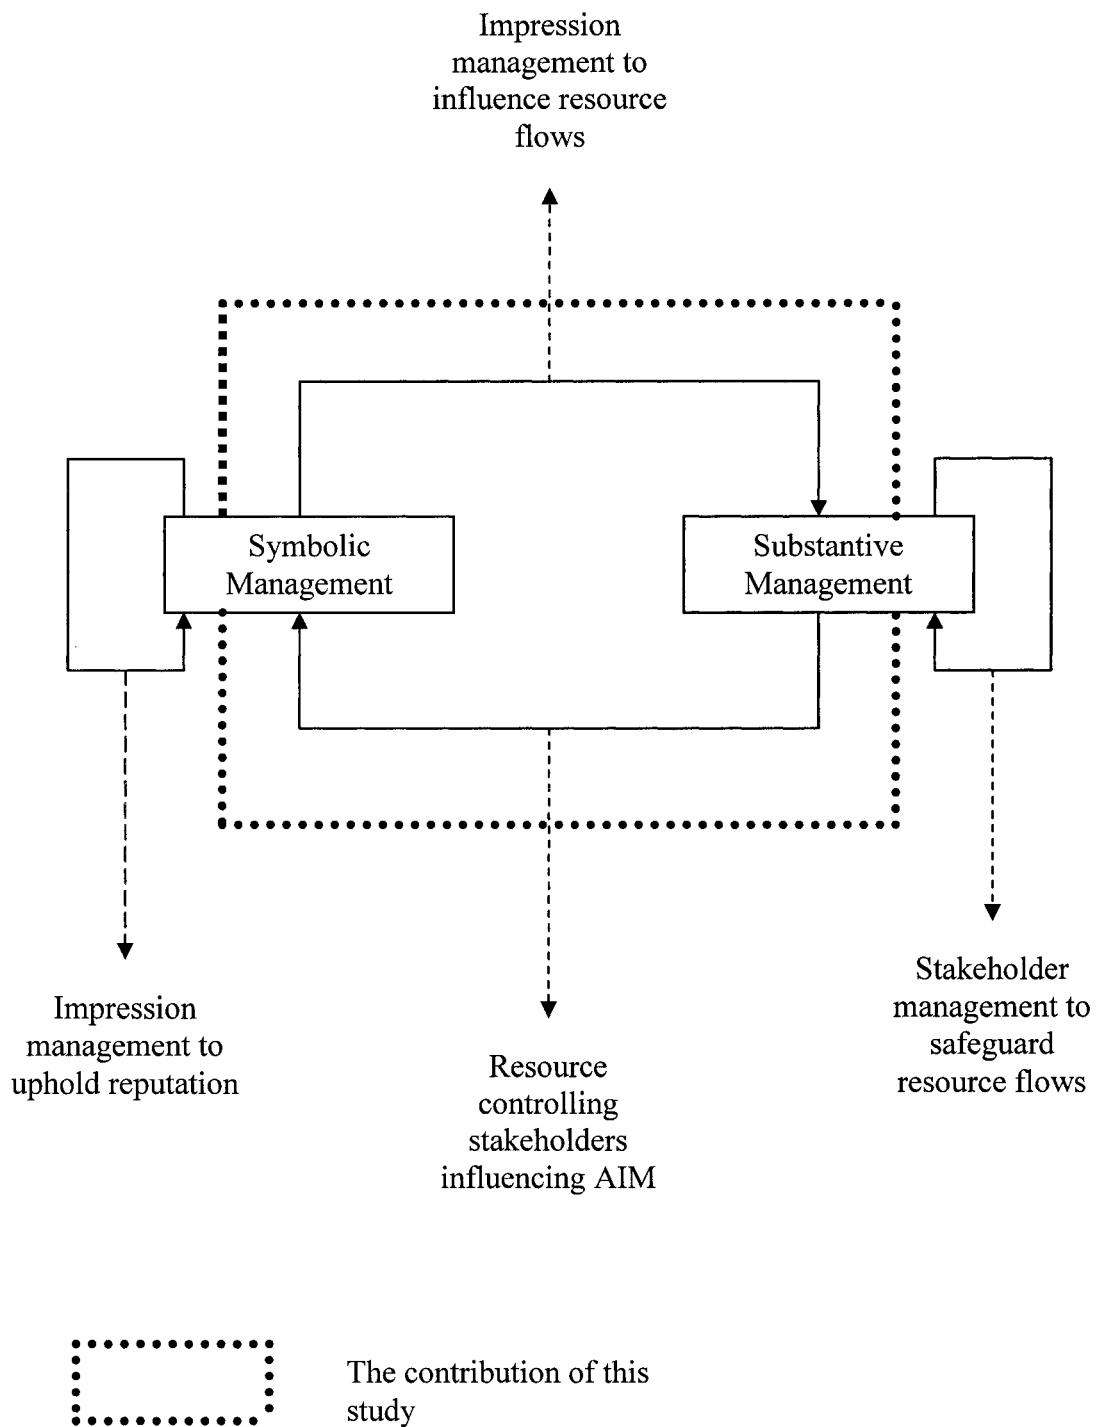 Impression
management to
influence resource
flows
Symbolic
Management
Substantive
Management
Impression
management to
uphold reputation
Resource
controlling
stakeholders
influencing AIM
Stakeholder
management to
safeguard
resource flows
The contribution of this
study